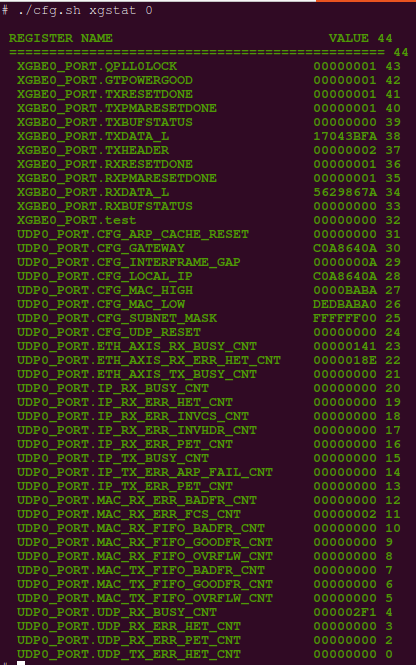 # ./cfg.sh xgstat 0
REGISTER NAME VALUE 44
================================================ 44
XGBE0_PORT.QPLL0LOCK 00000001 43
XGBE0_PORT.GTPOWERGOOD 00000001 42
XGBE0_PORT.TXRESETDONE 00000001 41
XGBE0_PORT.TXPMARESETDONE 00000001 40
XGBE0_PORT.TXBUFSTATUS 00000000 39
XGBE0_PORT.TXDATA_L 17043BFA 38
XGBE0_PORT.TXHEADER 00000002 37
XGBE0_PORT.RXRESETDONE 00000001 36
XGBE0_PORT.RXPMARESETDONE 00000001 35
XGBE0_PORT.RXDATA_L 5629867A 34
XGBE0_PORT.RXBUFSTATUS 00000000 33
XGBE0_PORT.test 00000000 32
UDP0_PORT.CFG_ARP_CACHE_RESET 00000000 31
UDP0_PORT.CFG_GATEWAY C0A8640A 30
UDP0_PORT.CFG_INTERFRAME_GAP 0000000A 29
UDP0_PORT.CFG_LOCAL_IP C0A8640A 28
UDP0_PORT.CFG_MAC_HIGH 0000BABA 27
UDP0_PORT.CFG_MAC_LOW DEDBABA0 26
UDP0_PORT.CFG_SUBNET_MASK FFFFFF00 25
UDP0_PORT.CFG_UDP_RESET 00000000 24
UDP0_PORT.ETH_AXIS_RX_BUSY_CNT 00000141 23
UDP0_PORT.ETH_AXIS_RX_ERR_HET_CNT 0000018E 22
UDP0_PORT.ETH_AXIS_TX_BUSY_CNT 00000000 21
UDP0_PORT.IP_RX_BUSY_CNT 00000000 20
UDP0_PORT.IP_RX_ERR_HET_CNT 00000000 19
UDP0_PORT.IP_RX_ERR_INVCS_CNT 00000000 18
UDP0_PORT.IP_RX_ERR_INVHDR_CNT 00000000 17
UDP0_PORT.IP_RX_ERR_PET_CNT 00000000 16
UDP0_PORT.IP_TX_BUSY_CNT 00000000 15
UDP0_PORT.IP_TX_ERR_ARP_FAIL_CNT 00000000 14
UDP0_PORT.IP_TX_ERR_PET_CNT 00000000 13
UDP0_PORT.MAC_RX_ERR_BADFR_CNT 00000000 12
UDP0_PORT.MAC_RX_ERR_FCS_CNT 00000002 11
UDP0_PORT.MAC_RX_FIFO_BADFR_CNT 00000000 10
UDP0_PORT.MAC_RX_FIFO_GOODFR_CNT 00000000 9
UDP0_PORT.MAC_RX_FIFO_OVRFLW_CNT 00000000 8
UDP0_PORT.MAC_TX_FIFO_BADFR_CNT 00000000 7
UDP0_PORT.MAC_TX_FIFO_GOODFR_CNT 00000000 6
UDP0_PORT.MAC_TX_FIFO_OVRFLW_CNT 00000000 5
UDP0_PORT.UDP_RX_BUSY_CNT 000002F1 4
UDP0_PORT.UDP_RX_ERR_HET_CNT 00000000 3
UDP0_PORT.UDP_RX_ERR_PET_CNT 00000000 2
UDP0_PORT.UDP_TX_ERR_HET_CNT 00000000 0
#